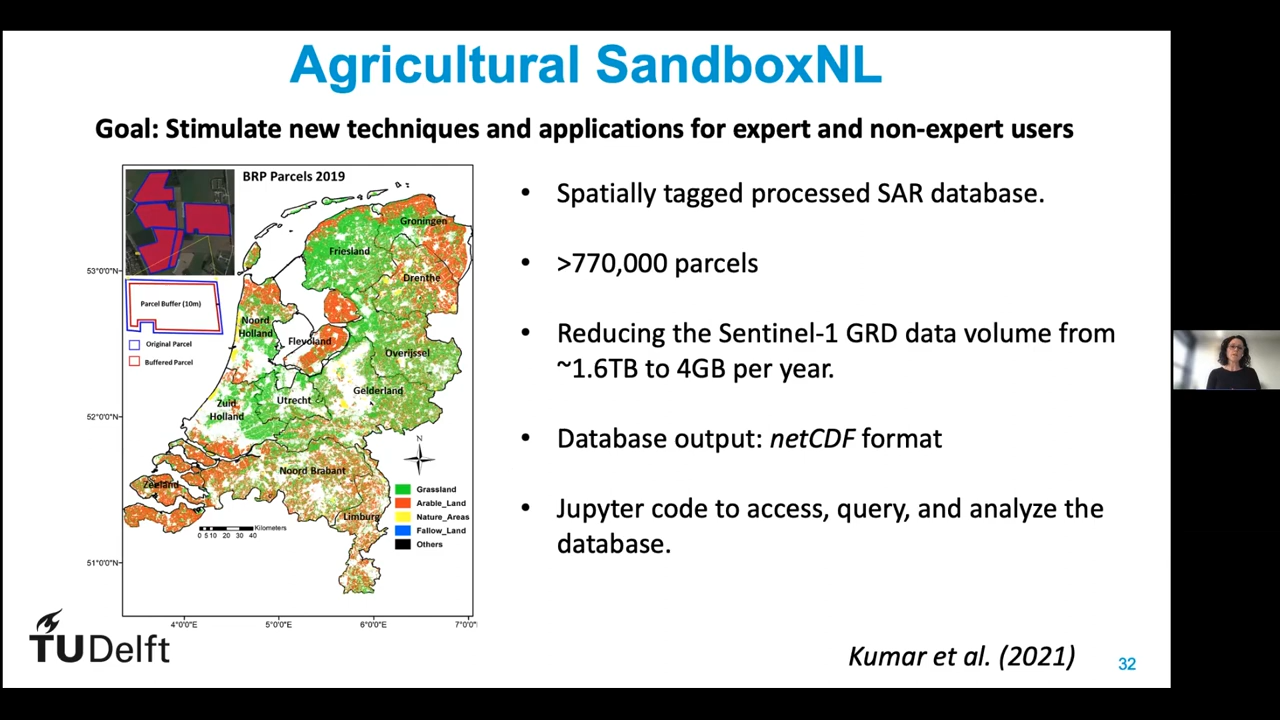 Agricultural SandboxNL
Goal: Stimulate new techniques and applications for expert and non-expert users
BRP Parcels 2019
Groningen
Friesland
Drenthe
Noord
Holland
Flevoland
Overijssel
Gelderland
Utrecht
Zuid
Holland
Noord Brabant
Zeeland
Limburg
Parcel Buffer (10m)
Original Parcel
Buffered Parcel
N
Grassland
Arable_Land
Nature_Areas
Fallow_Land
Others
Kilometers
0 5 10 20 30 40
53°0'0"N
52°0'0"N
51°0'0"N
4°0'0"E
5°0'0"E
6°0'0"E
7°0'0"
• Spatially tagged processed SAR database.
• >770,000 parcels
• Reducing the Sentinel-1 GRD data volume from
~1.6TB to 4GB per year.
• Database output: netCDF format
• Jupyter code to access, query, and analyze the
database.
TUDelft
Kumar et al. (2021)
32